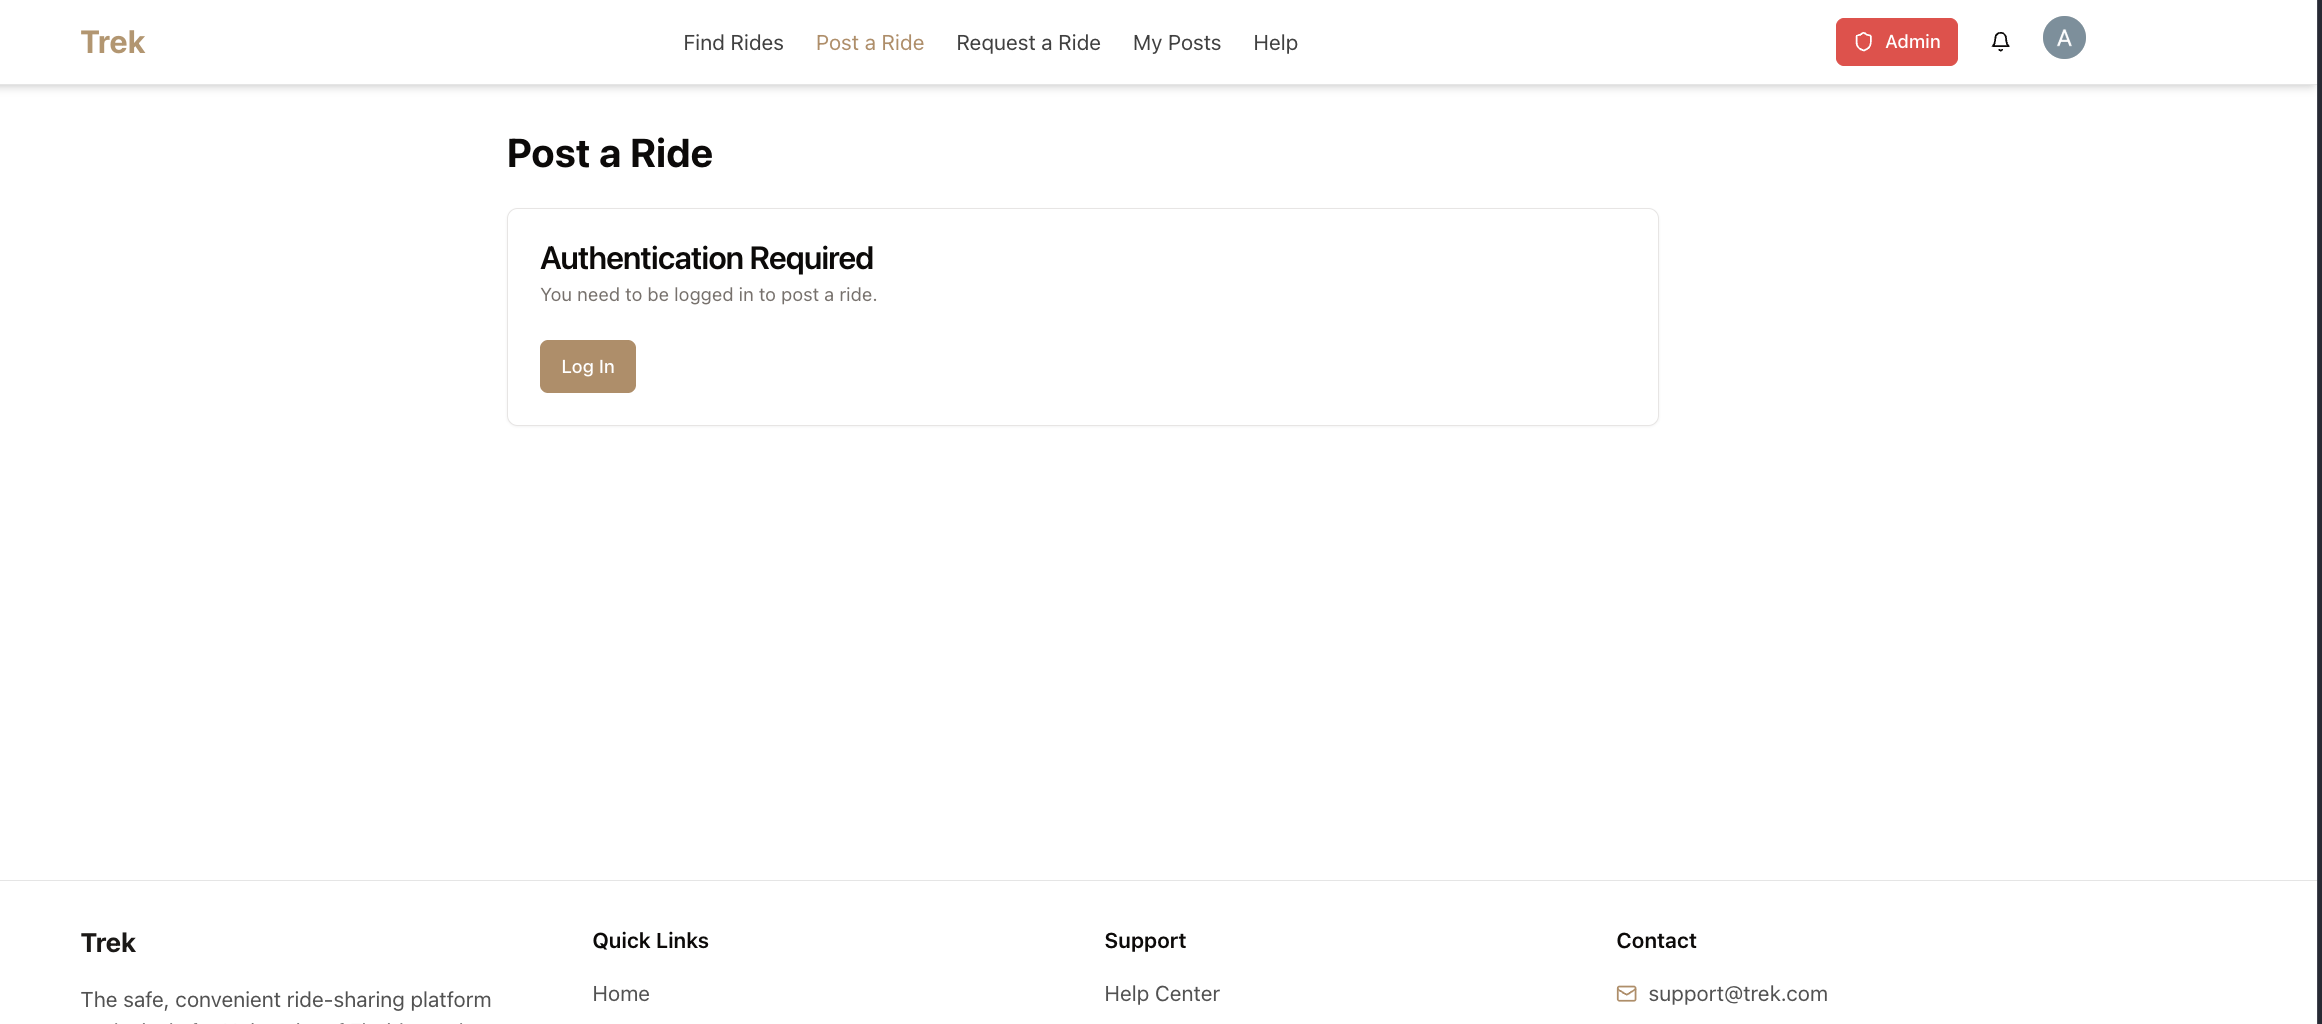 Trek
Find Rides
Post a Ride
Request a Ride
My Posts
Help
Admin
A
Post a Ride
Authentication Required
You need to be logged in to post a ride.
Log In
Trek
The safe, convenient ride-sharing platform
Quick Links
Home
Support
Help Center
Contact
support@trek.com